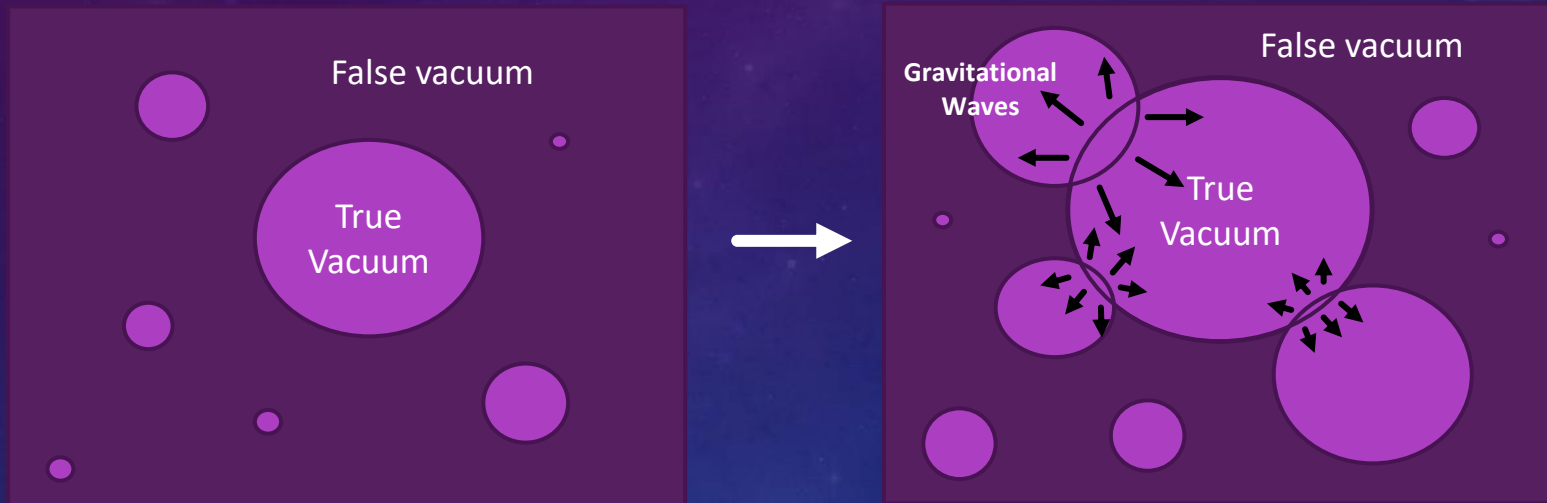 False vacuum
True
Vacuum
False vacuum
Gravitational
Waves
True
Vacuum